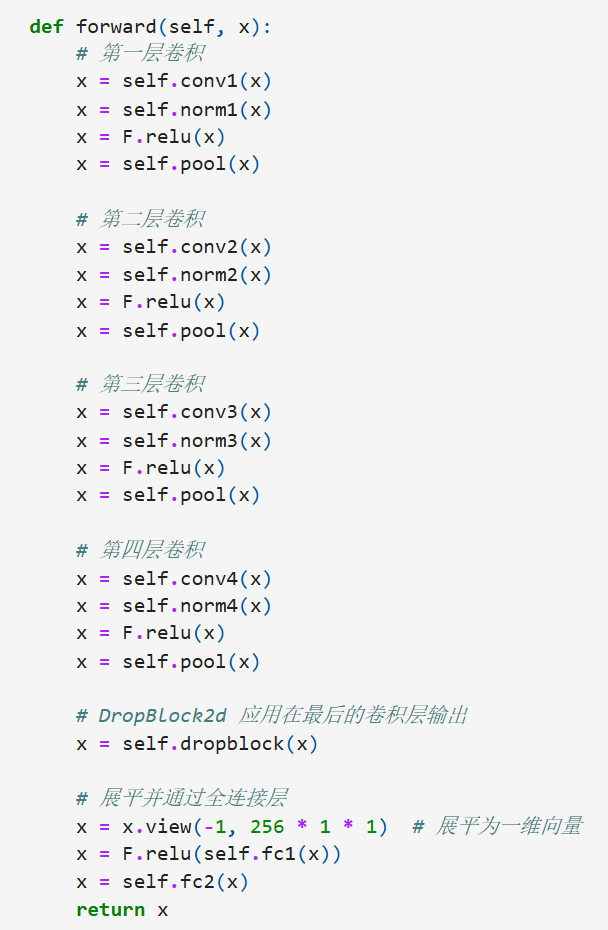 def forward(self, x):
    # 第一层卷积
    x = self.conv1(x)
    x = self.norm1(x)
    x = F.relu(x)
    x = self.pool(x)

    # 第二层卷积
    x = self.conv2(x)
    x = self.norm2(x)
    x = F.relu(x)
    x = self.pool(x)

    # 第三层卷积
    x = self.conv3(x)
    x = self.norm3(x)
    x = F.relu(x)
    x = self.pool(x)

    # 第四层卷积
    x = self.conv4(x)
    x = self.norm4(x)
    x = F.relu(x)
    x = self.pool(x)

    # DropBlock2d 应用在最后的卷积层输出
    x = self.dropblock(x)

    # 展平并通过全连接层
    x = x.view(-1, 256 * 1 * 1)  # 展平为一维向量
    x = F.relu(self.fc1(x))
    x = self.fc2(x)
    return x